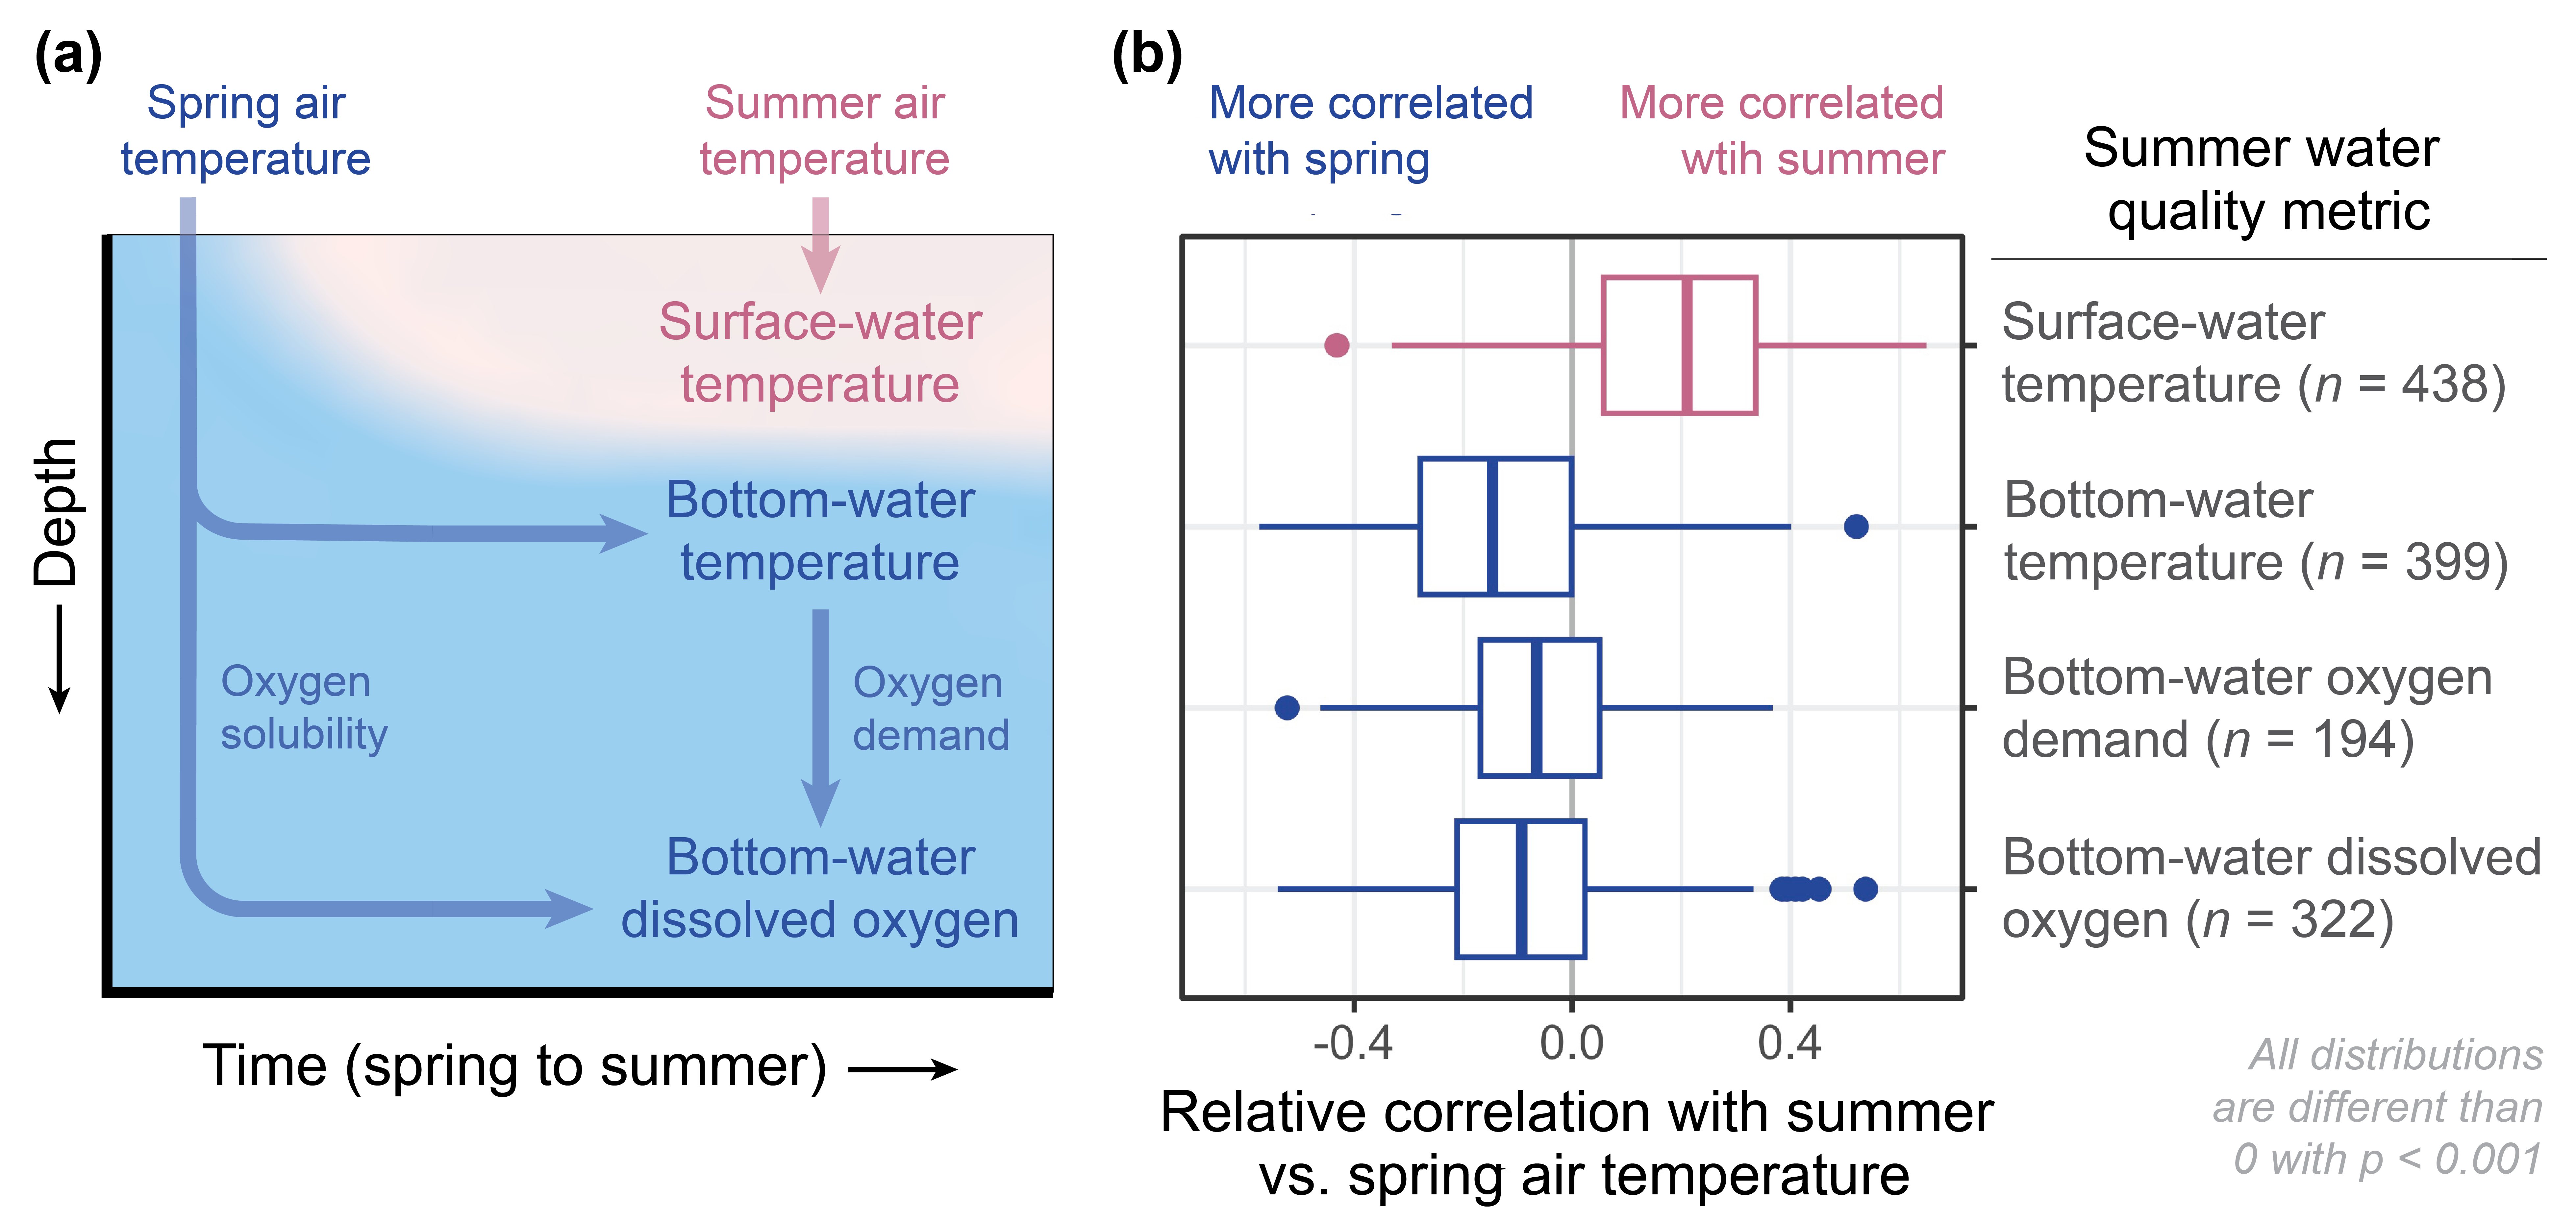 (a)
Spring air
temperature
Summer air
temperature
Surface-water
temperature
Bottom-water
temperature
Oxygen
solubility
Oxygen
demand
Bottom-water
dissolved oxygen
Depth
Time (spring to summer)
(b)
More correlated
with spring
More correlated
wtih summer
Summer water
quality metric
Surface-water
temperature (n = 438)
Bottom-water
temperature (n = 399)
Bottom-water oxygen
demand (n = 194)
Bottom-water dissolved
oxygen (n = 322)
-0.4
0.0
0.4
Relative correlation with summer
vs. spring air temperature
All distributions
are different than
0 with p < 0.001